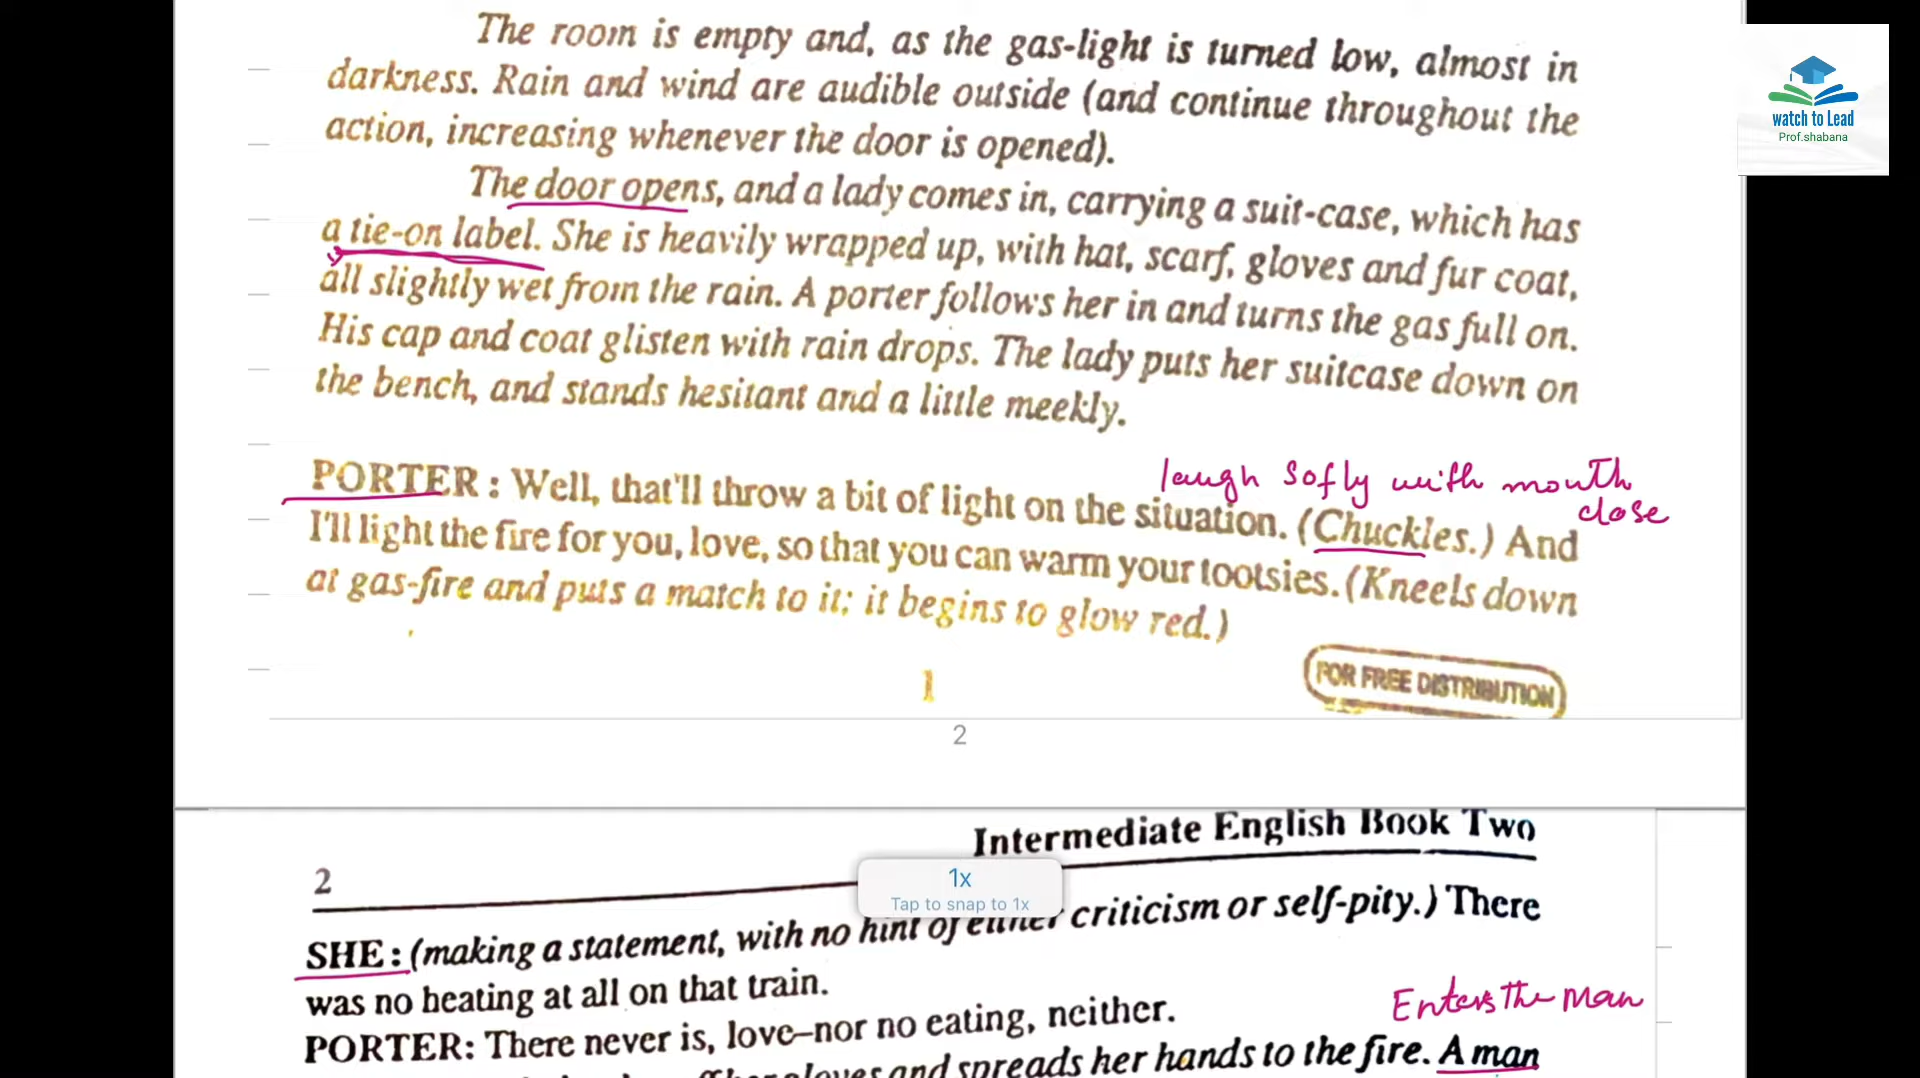 The room is empty and, as the gas-light is turned low, almost in
darkness. Rain and wind are audible outside (and continue throughout the
action, increasing whenever the door is opened).
The door opens, and a lady comes in, carrying a suit-case, which has
a tie-on label. She is heavily wrapped up, with hat, scarf, gloves and fur coat,
all slightly wet from the rain. A porter follows her in and turns the gas full on.
His cap and coat glisten with rain drops. The lady puts her suitcase down on
the bench, and stands hesitant and a little meekly.
laugh Softly with mouth
close
PORTER : Well, that'll throw a bit of light on the situation. (Chuckles.) And
I'll light the fire for you, love, so that you can warm your tootsies. (Kneels down
at gas-fire and puts a match to it; it begins to glow red.)
1
FOR FREE DISTRIBUTION
2
watch to Lead
Prof.shabana
Intermediate English Book Two
2
1x
Tap to snap to 1x
SHE : (making a statement, with no hint of either criticism or self-pity.) There
was no heating at all on that train.
Enters The Man
PORTER: There never is, love–nor no eating, neither.
gloves and spreads her hands to the fire. A man